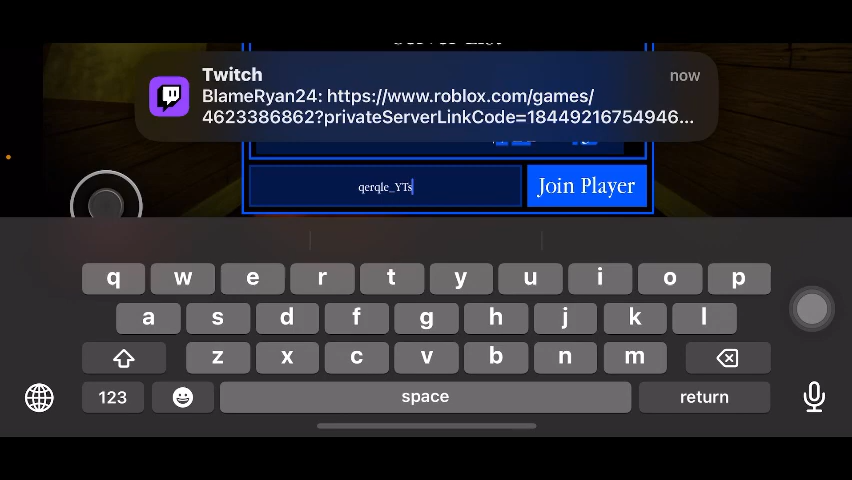 Twitch
now
BlameRyan24: https://www.roblox.com/games/
4623386862?privateServerLinkCode=18449216754946...
qerqle_YTs
Join Player
q w e r t y u i o p
a s d f g h j k l
z x c v b n m
123
space
return